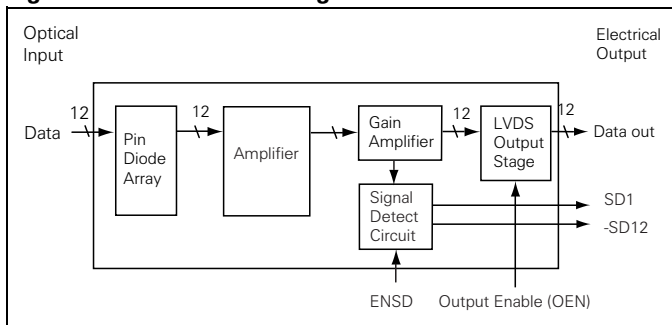 Optical
Input
Electrical
Output
12
12
12
12
Data
Pin
Diode
Array
Amplifier
Gain
Amplifier
LVDS
Output
Stage
Data out
Signal
Detect
Circuit
SD1
-SD12
ENSD
Output Enable (OEN)